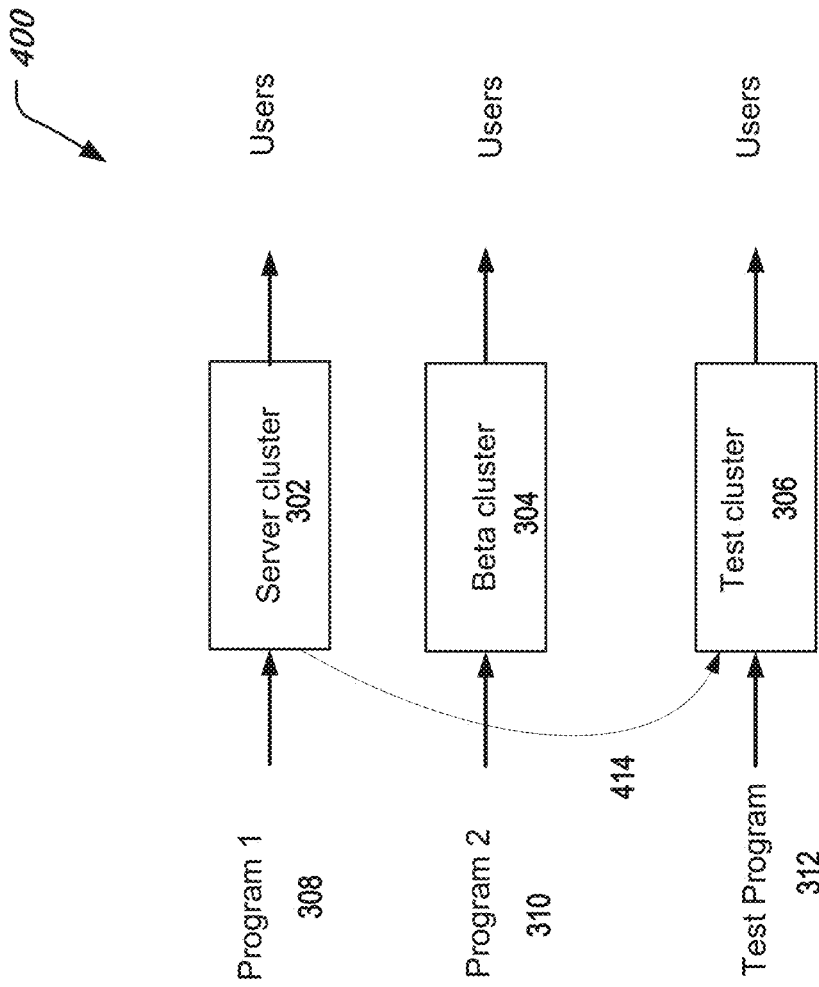 400
Program 1
308
Server cluster
302
Users
Program 2
310
Beta cluster
304
Users
414
Test Program
312
Test cluster
306
Users